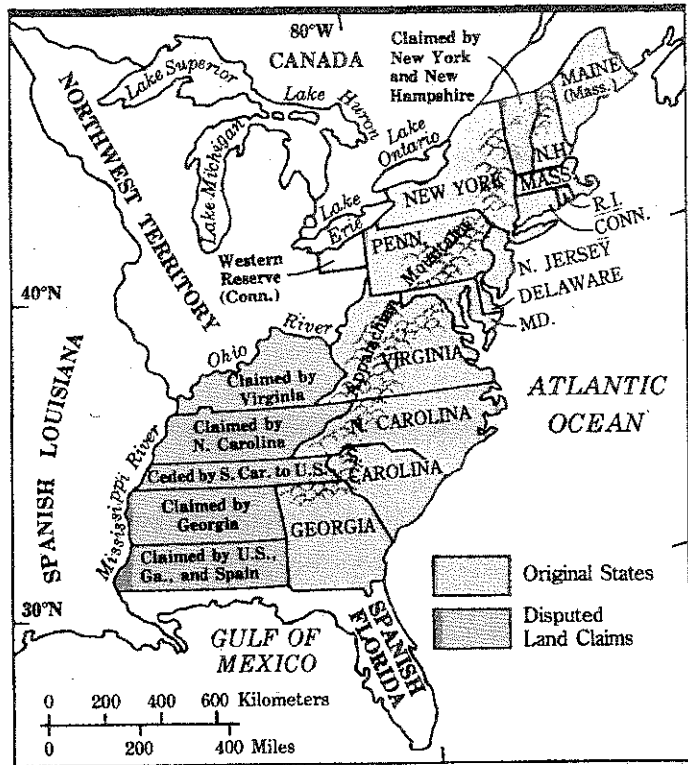 80°W
CANADA
Claimed by
New York
and New
Hampshire
MAINE
(Mass.)
Lake Superior
Lake Huron
NORTHWEST TERRITORY
Lake Michigan
Lake
Ontario
N.H.
NEW YORK
MASS.
Lake
Erie
R.I.
CONN.
PENN.
Western
Reserve
(Conn.)
Appalachian Mountains
N. JERSEY
DELAWARE
MD.
40°N
Ohio River
VIRGINIA
Claimed by
Virginia
ATLANTIC
OCEAN
SPANISH LOUISIANA
Claimed by
N. Carolina
N. CAROLINA
Mississippi River
Ceded by S. Car. to U.S.
S. CAROLINA
Claimed by
Georgia
GEORGIA
Claimed by U.S.,
Ga., and Spain
Original States
Disputed
Land Claims
30°N
GULF OF
MEXICO
SPANISH
FLORIDA
0 200 400 600 Kilometers
0 200 400 Miles